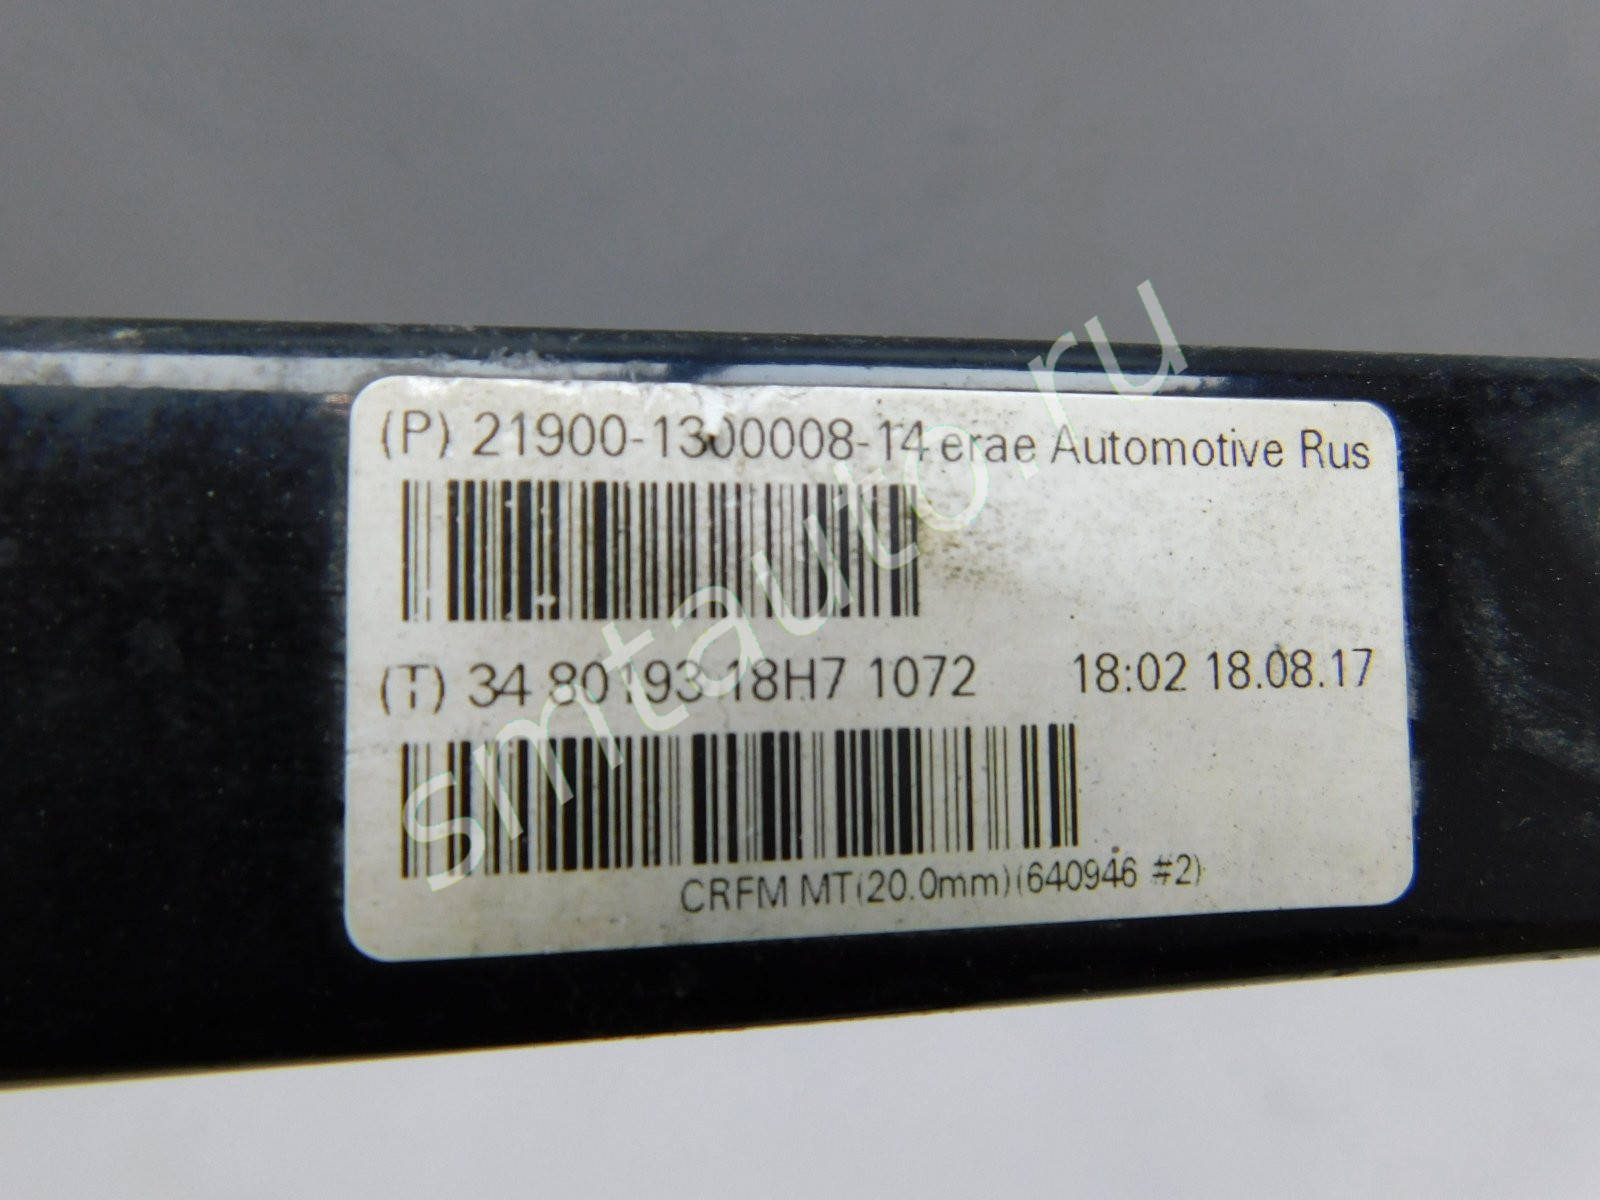 (P) 21900-1300008-14 erae Automotive Rus
(T) 34 80193 18H7 1072 18:02 18.08.17
CRFM MT(20.0mm)(640946 #2)
smtauto.ru